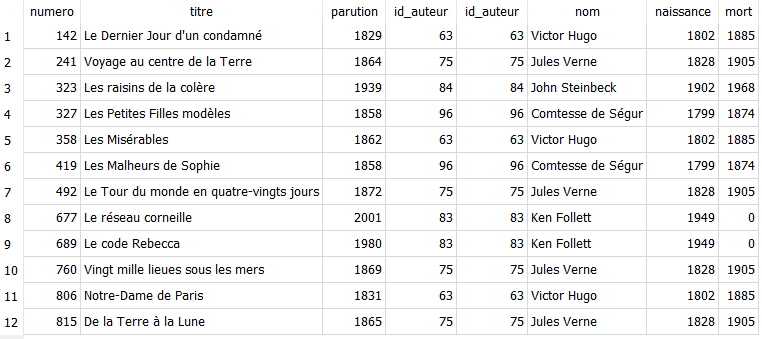 numero titre parution id_auteur id_auteur nom naissance mort
1 142 Le Dernier Jour d'un condamné 1829 63 63 Victor Hugo 1802 1885
2 241 Voyage au centre de la Terre 1864 75 75 Jules Verne 1828 1905
3 323 Les raisins de la colère 1939 84 84 John Steinbeck 1902 1968
4 327 Les Petites Filles modèles 1858 96 96 Comtesse de Ségur 1799 1874
5 358 Les Misérables 1862 63 63 Victor Hugo 1802 1885
6 419 Les Malheurs de Sophie 1858 96 96 Comtesse de Ségur 1799 1874
7 492 Le Tour du monde en quatre-vingts jours 1872 75 75 Jules Verne 1828 1905
8 677 Le réseau corneille 2001 83 83 Ken Follett 1949 0
9 689 Le code Rebecca 1980 83 83 Ken Follett 1949 0
10 760 Vingt mille lieues sous les mers 1869 75 75 Jules Verne 1828 1905
11 806 Notre-Dame de Paris 1831 63 63 Victor Hugo 1802 1885
12 815 De la Terre à la Lune 1865 75 75 Jules Verne 1828 1905